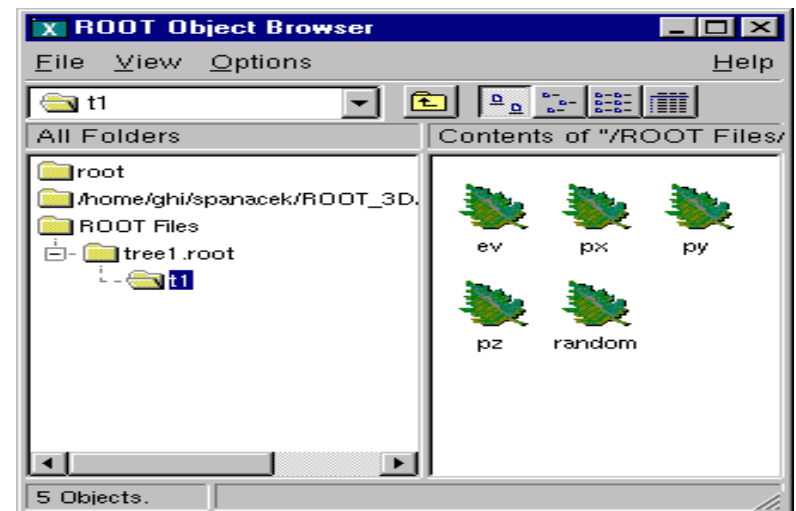 ROOT Object Browser
File View Options Help
t1
All Folders
Contents of "/ROOT Files/
root
/home/ghi/spanacek/ROOT_3D.
ROOT Files
tree1.root
t1
ev px py
pz random
5 Objects.